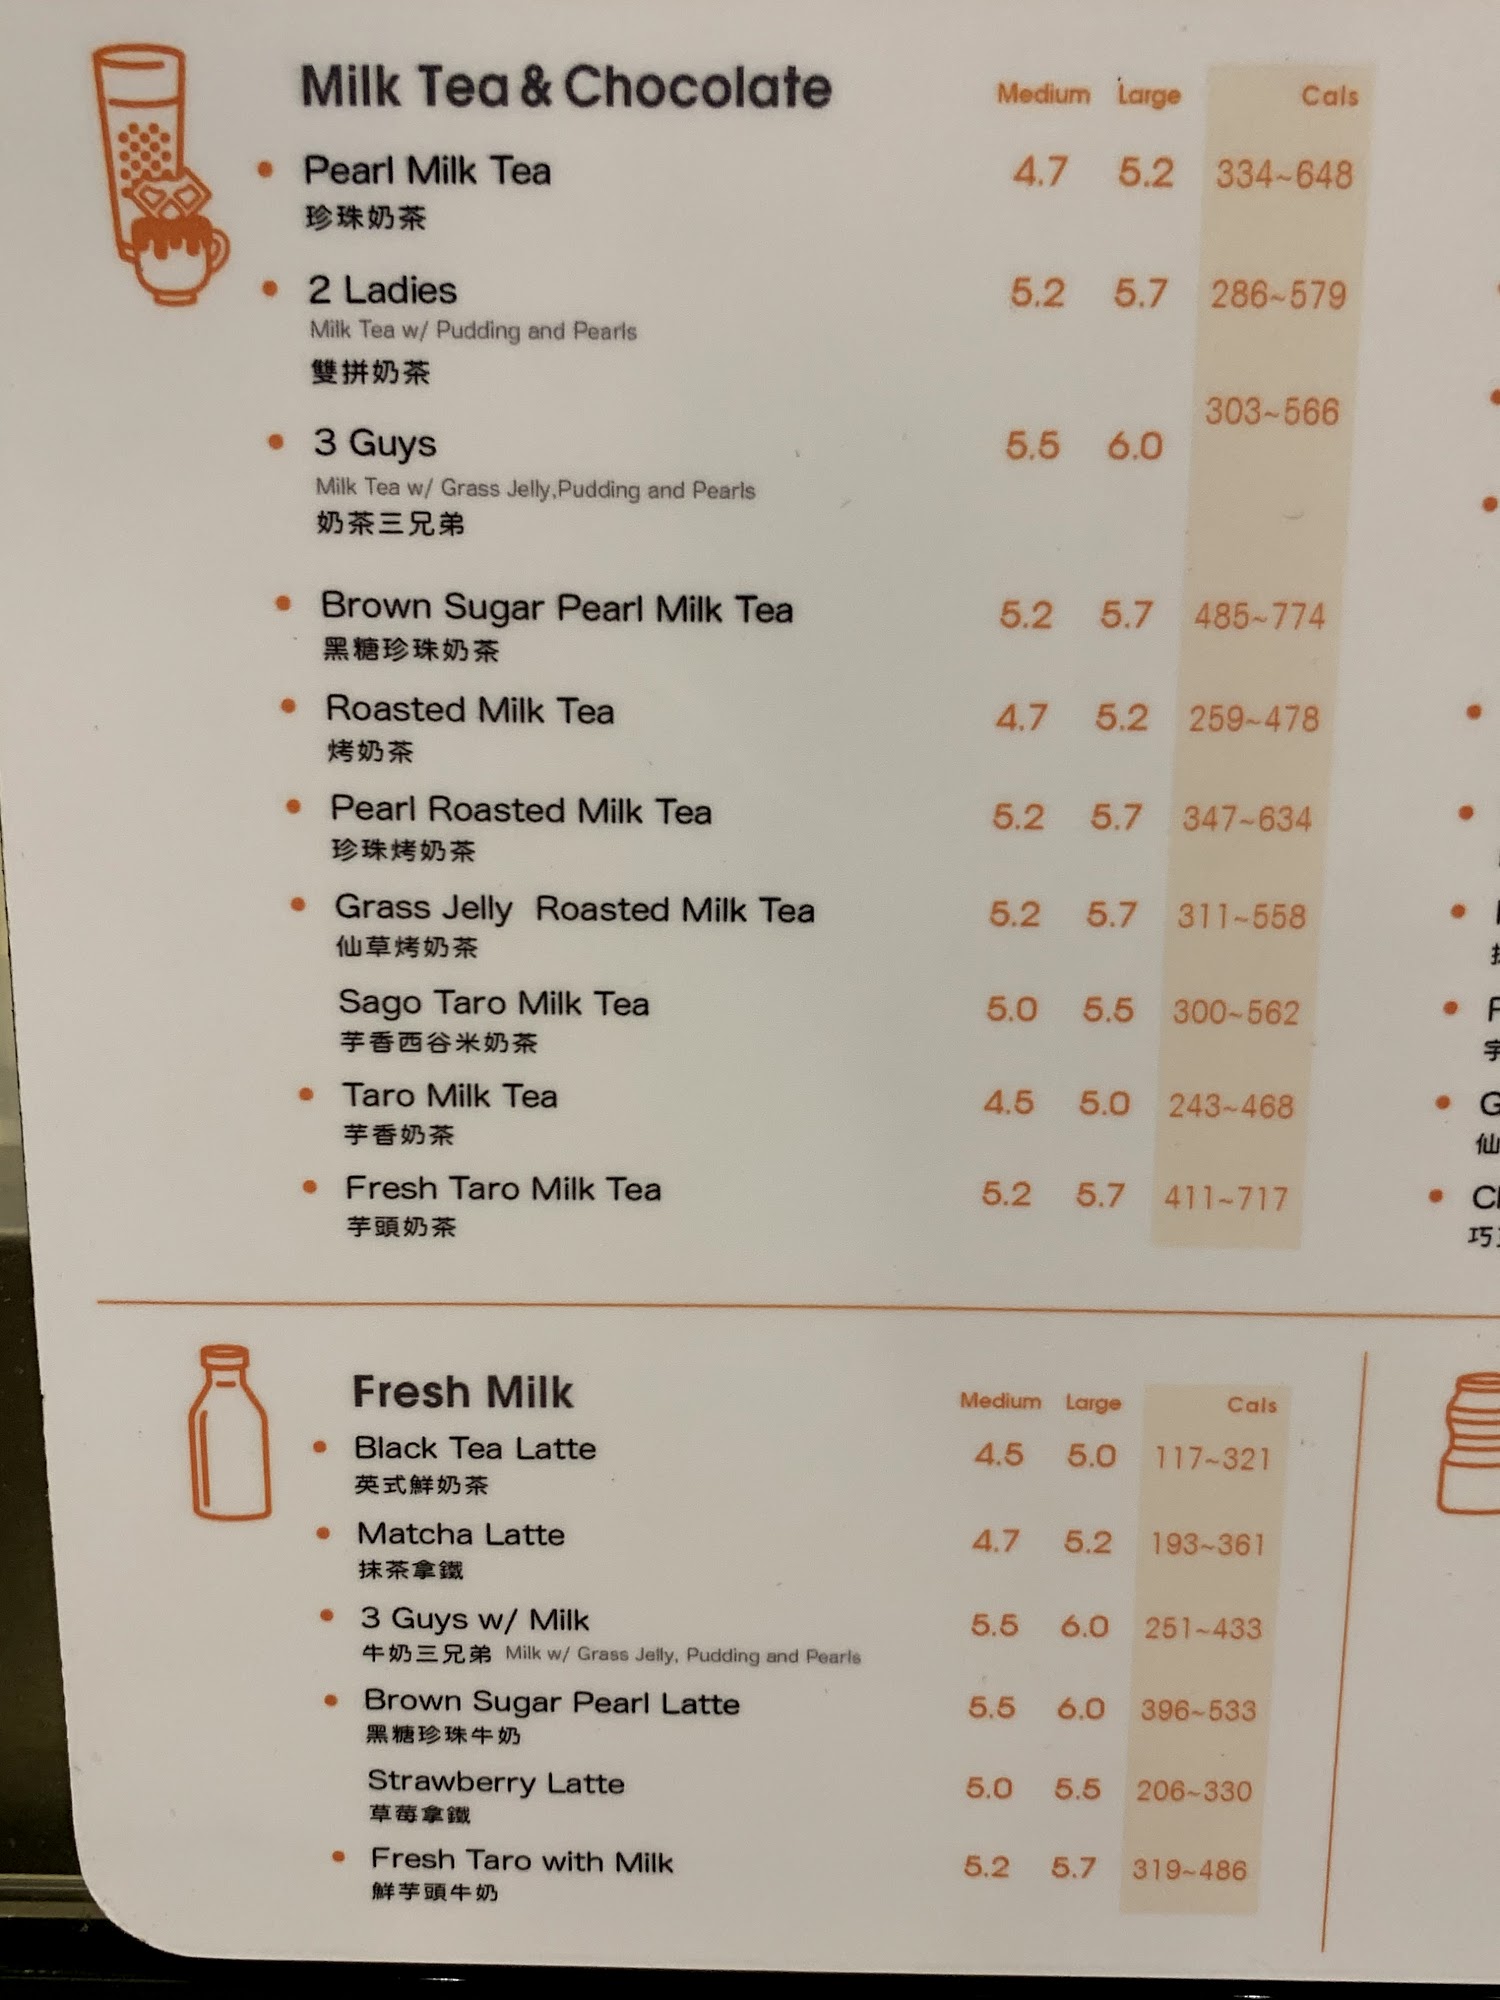 Milk Tea & Chocolate Medium Large Cals
Pearl Milk Tea 4.7 5.2 334~648
珍珠奶茶
2 Ladies 5.2 5.7 286~579
Milk Tea w/ Pudding and Pearls
雙拼奶茶
303~566
3 Guys 5.5 6.0
Milk Tea w/ Grass Jelly,Pudding and Pearls
奶茶三兄弟
Brown Sugar Pearl Milk Tea 5.2 5.7 485~774
黑糖珍珠奶茶
Roasted Milk Tea 4.7 5.2 259~478
烤奶茶
Pearl Roasted Milk Tea 5.2 5.7 347~634
珍珠烤奶茶
Grass Jelly Roasted Milk Tea 5.2 5.7 311~558
仙草烤奶茶
Sago Taro Milk Tea 5.0 5.5 300~562
芋香西谷米奶茶
Taro Milk Tea 4.5 5.0 243~468
芋香奶茶
Fresh Taro Milk Tea 5.2 5.7 411~717
芋頭奶茶
Fresh Milk Medium Large Cals
Black Tea Latte 4.5 5.0 117~321
英式鮮奶茶
Matcha Latte 4.7 5.2 193~361
抹茶拿鐵
3 Guys w/ Milk 5.5 6.0 251~433
牛奶三兄弟 Milk w/ Grass Jelly, Pudding and Pearls
Brown Sugar Pearl Latte 5.5 6.0 396~533
黑糖珍珠牛奶
Strawberry Latte 5.0 5.5 206~330
草莓拿鐵
Fresh Taro with Milk 5.2 5.7 319~486
鮮芋頭牛奶